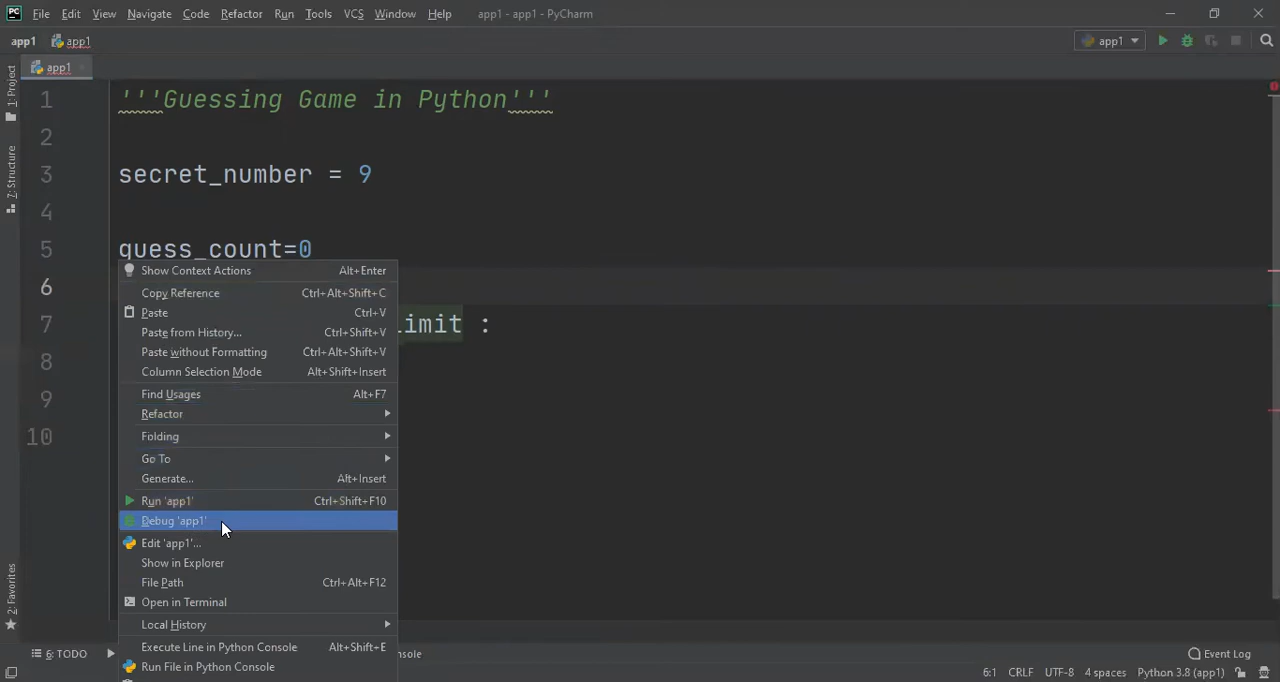 PC File Edit View Navigate Code Refactor Run Tools VCS Window Help app1 - app1 - PyCharm
app1 app1 app1
app1
1: Project
7: Structure
2: Favorites
1 '''Guessing Game in Python'''
2
3 secret_number = 9
4
5 guess_count=0
6
7 limit :
8
9
10
Show Context Actions Alt+Enter
Copy Reference Ctrl+Alt+Shift+C
Paste Ctrl+V
Paste from History... Ctrl+Shift+V
Paste without Formatting Ctrl+Alt+Shift+V
Column Selection Mode Alt+Shift+Insert
Find Usages Alt+F7
Refactor
Folding
Go To
Generate... Alt+Insert
Run 'app1' Ctrl+Shift+F10
Debug 'app1'
Edit 'app1'...
Show in Explorer
File Path Ctrl+Alt+F12
Open in Terminal
Local History
Execute Line in Python Console Alt+Shift+E
Run File in Python Console
6: TODO nsole Event Log
6:1 CRLF UTF-8 4 spaces Python 3.8 (app1)